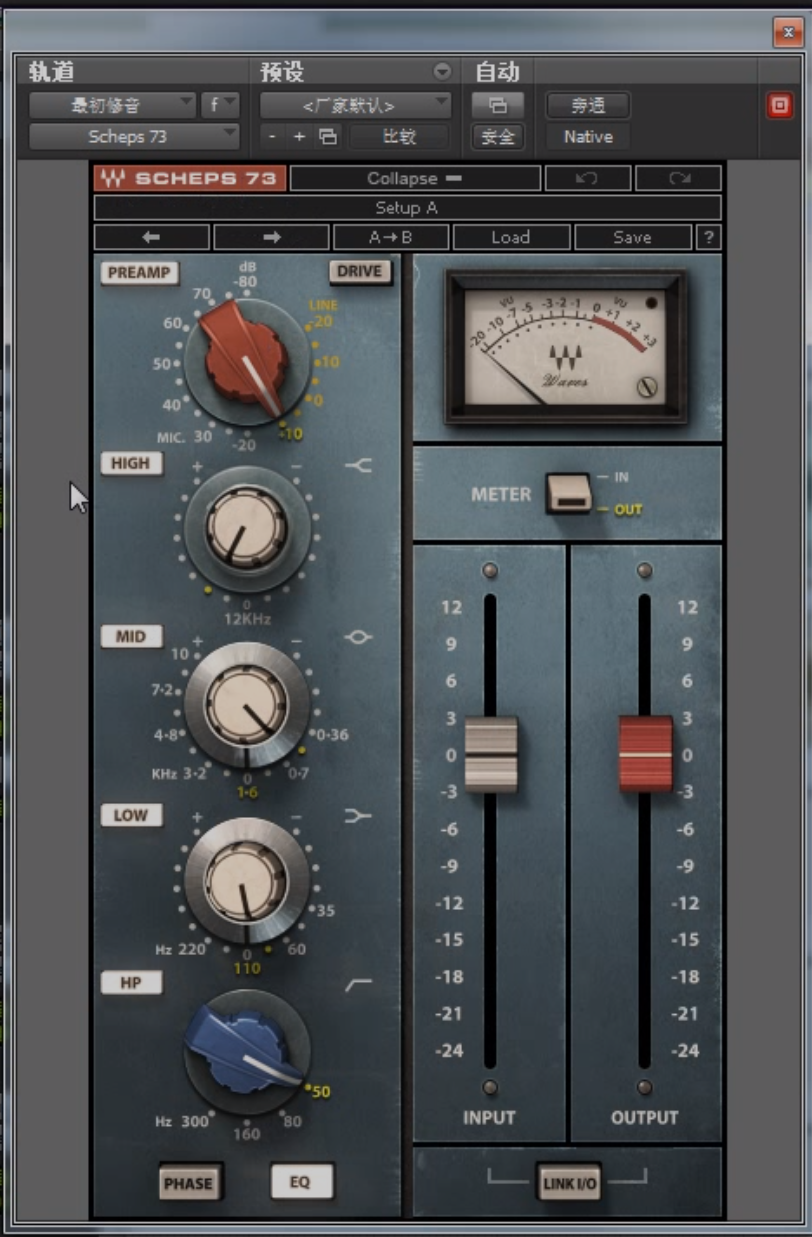 轨道 预设 自动
最初修音 f <厂家默认> 旁通
Scheps 73 - + 比较 安全 Native
SCHEPS 73 Collapse
Setup A
A→B Load Save ?
PREAMP dB DRIVE
-80
70 LINE
60 -20
50 -10
40 0
MIC. 30 -20 +10
VU -20 -10 -7 -5 -3 -2 -1 0 +1 +2 +3 VU
Waves
HIGH + -
0
12KHz
METER IN
OUT
MID + -
10
7·2
4·8 0·36
KHz 3·2 0 0·7
1·6
LOW + -
35
Hz 220 0 60
110
HP
50
Hz 300 80
160
PHASE EQ
12 12
9 9
6 6
3 3
0 0
-3 -3
-6 -6
-9 -9
-12 -12
-15 -15
-18 -18
-21 -21
-24 -24
INPUT OUTPUT
LINK I/O